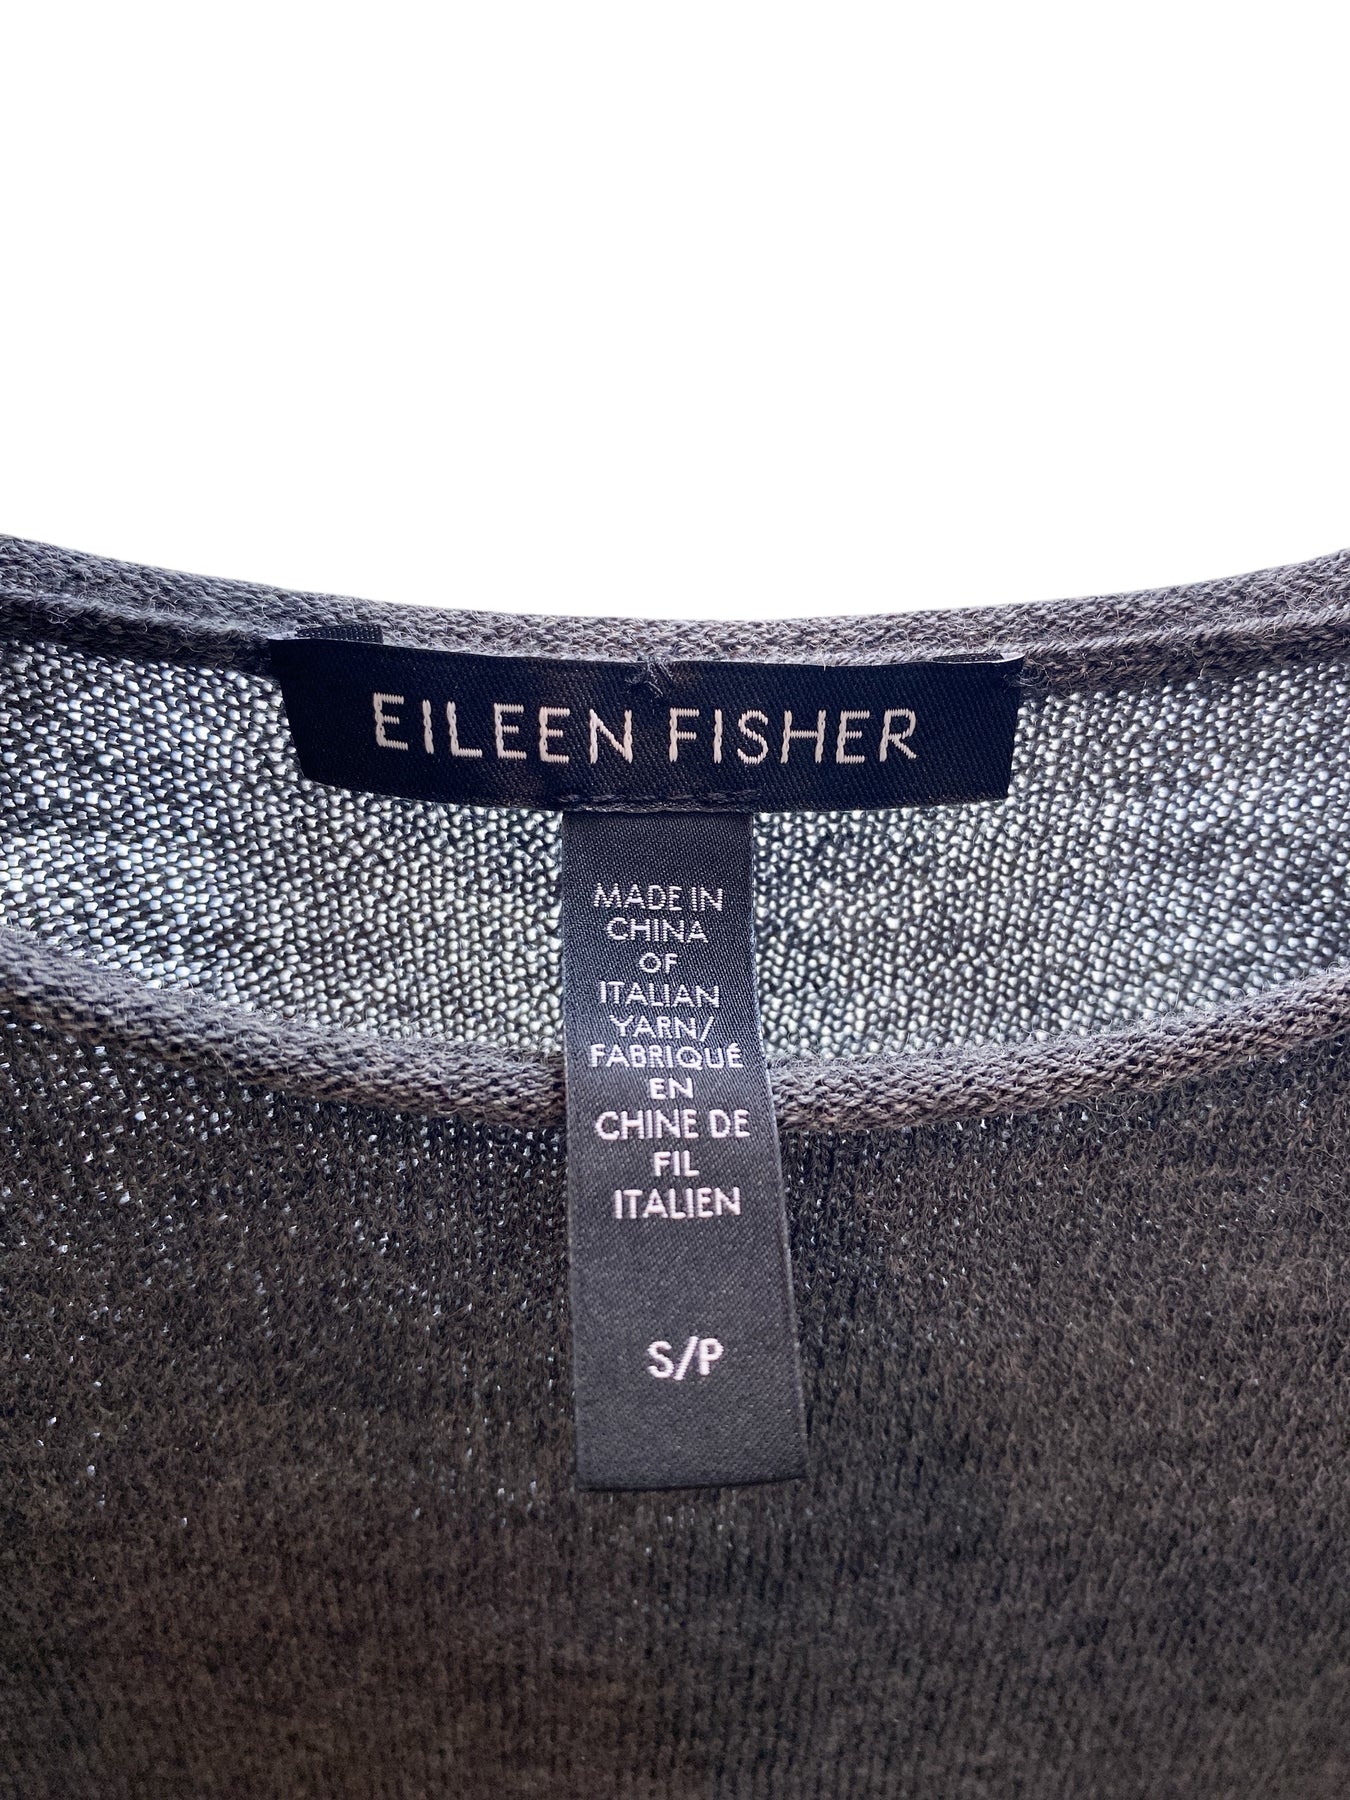 EILEEN FISHER
MADE IN
CHINA
OF
ITALIAN
YARN/
FABRIQUÉ
EN
CHINE DE
FIL
ITALIEN
S/P